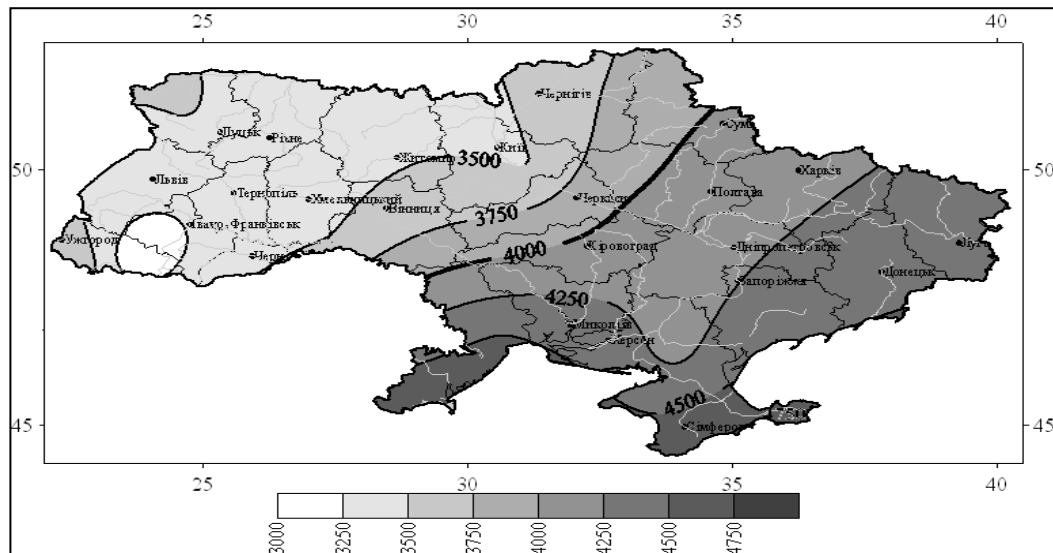 25 30 35 40
Чернігів
Луцьк
Рівне
Суми
Київ
Житомир
3500
50 50
Харків
Львів
Тернопіль
Хмельницький
Полтава
Вінниця
Черкаси
3750
Ужгород
Івано-Франківськ
Кіровоград
4000
Донецьк
Запоріжжя
4250
Миколаїв
Херсон
4500
45 45
Сімферополь
25 30 35 40
3000 3250 3500 3750 4000 4250 4500 4750